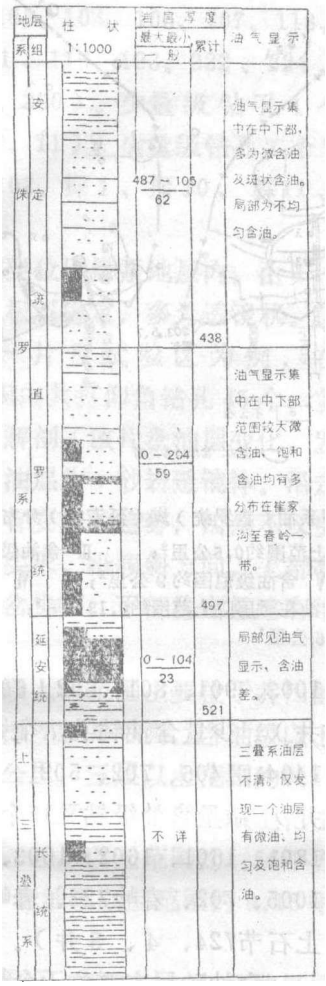 地层
柱 状
岩层厚度
油气显示
系 组
1:1000
最大最小
一般
累计
安
定
统
侏
罗
系
487-105
62
438
油气显示集
中在中下部,
多为微含油
及斑状含油。
局部为不均
匀含油。
直
罗
统
0-204
59
497
油气显示集
中在中下部
范围较大微
含油、饱和
含油均有多
分布在崔家
沟至春岭一
带。
延
安
统
0-104
23
521
局部见油气
显示、含油
差。
上
三
叠
系
长
统
不详
三叠系油层
不清,仅发
现二个油层
有微油、均
匀及饱和含
油。